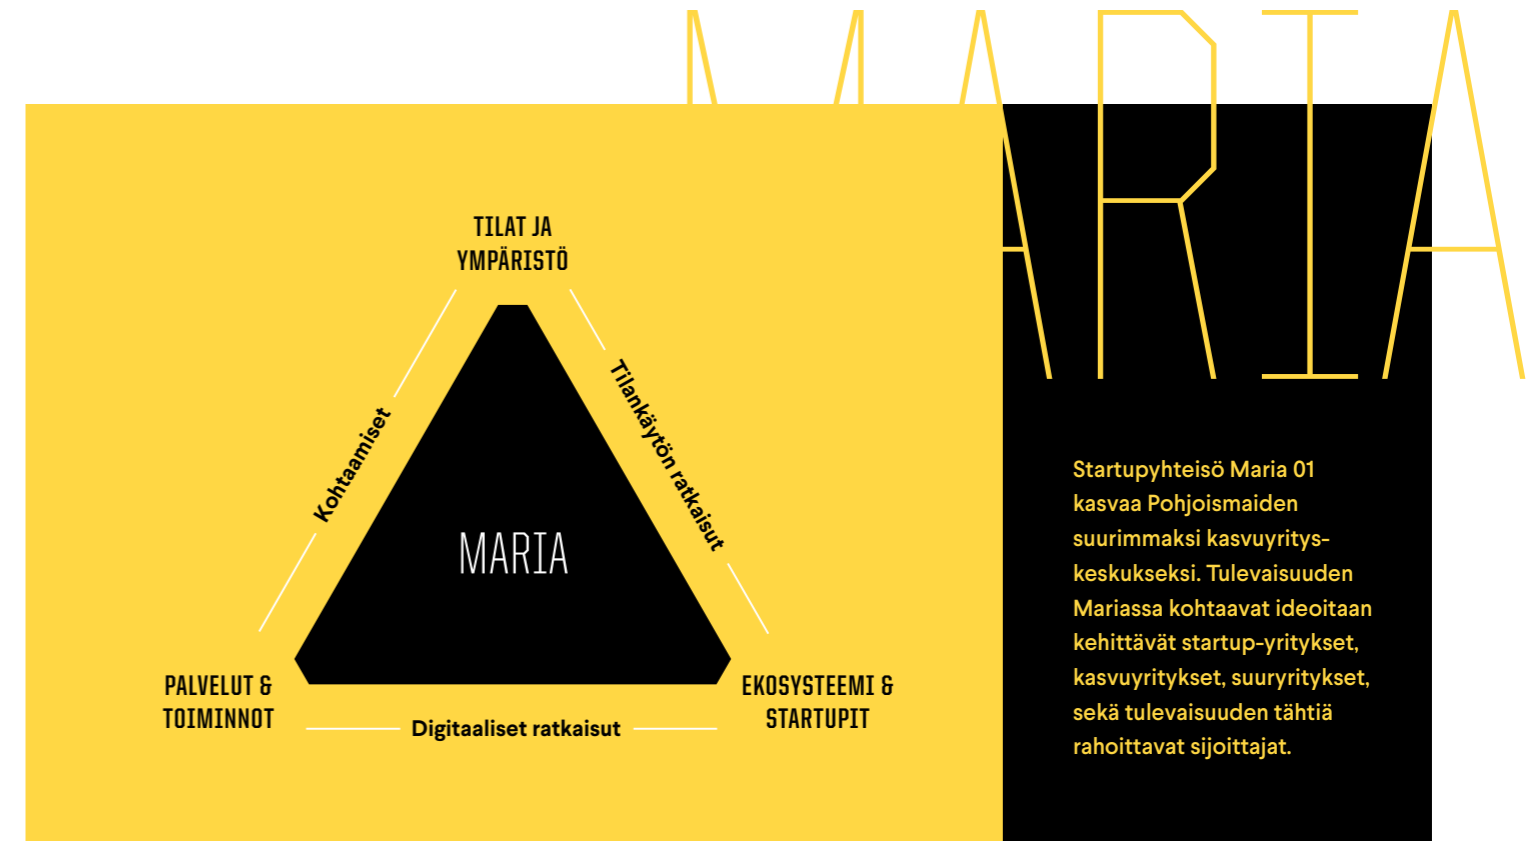 MARIA
TILAT JA
YMPÄRISTÖ
Kohtaamiset
Tilankäytön ratkaisut
MARIA
PALVELUT &
TOIMINNOT
Digitaaliset ratkaisut
EKOSYSTEEMI &
STARTUPIT
Startupyhteisö Maria 01
kasvaa Pohjoismaiden
suurimmaksi kasvuyritys-
keskukseksi. Tulevaisuuden
Mariassa kohtaavat ideoitaan
kehittävät startup-yritykset,
kasvuyritykset, suuryritykset,
sekä tulevaisuuden tähtiä
rahoittavat sijoittajat.